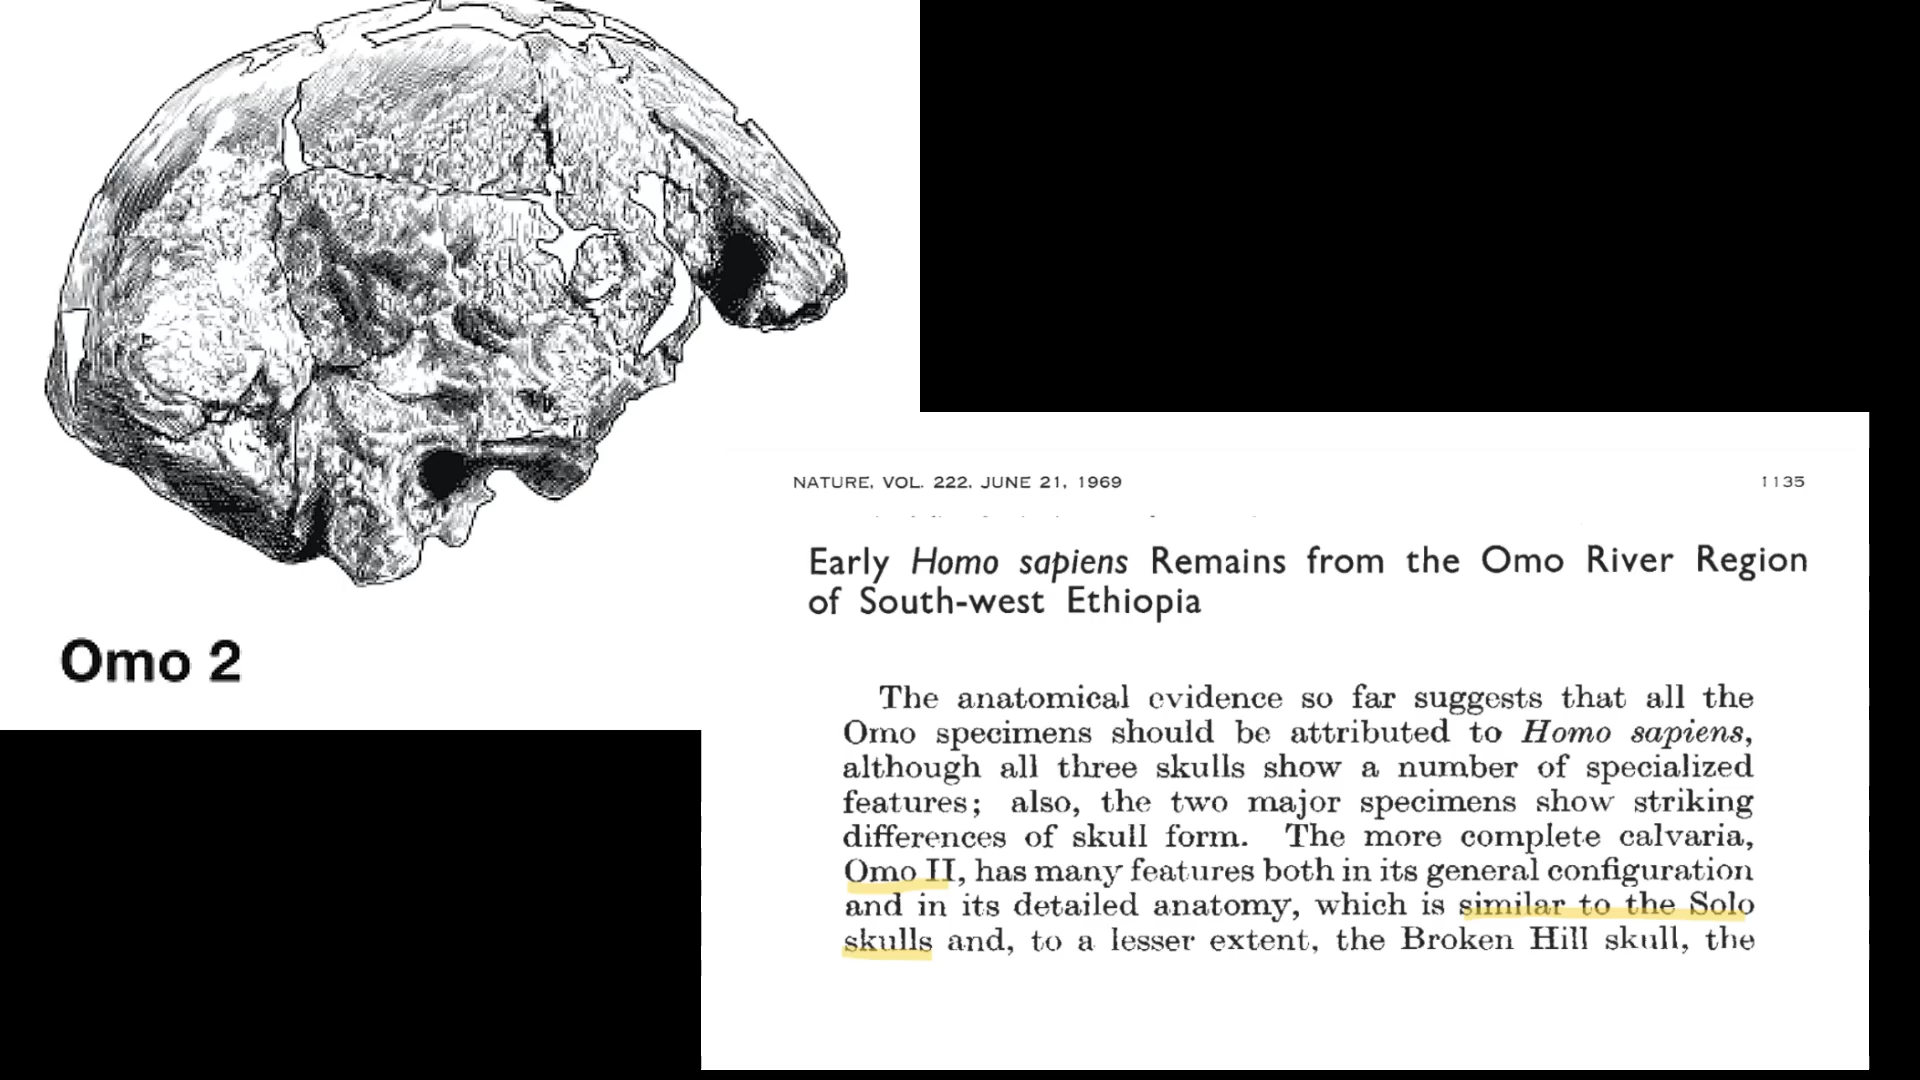 Omo 2
NATURE, VOL. 222, JUNE 21, 1969 1135
Early Homo sapiens Remains from the Omo River Region
of South-west Ethiopia
The anatomical evidence so far suggests that all the
Omo specimens should be attributed to Homo sapiens,
although all three skulls show a number of specialized
features; also, the two major specimens show striking
differences of skull form. The more complete calvaria,
Omo II, has many features both in its general configuration
and in its detailed anatomy, which is similar to the Solo
skulls and, to a lesser extent, the Broken Hill skull, the